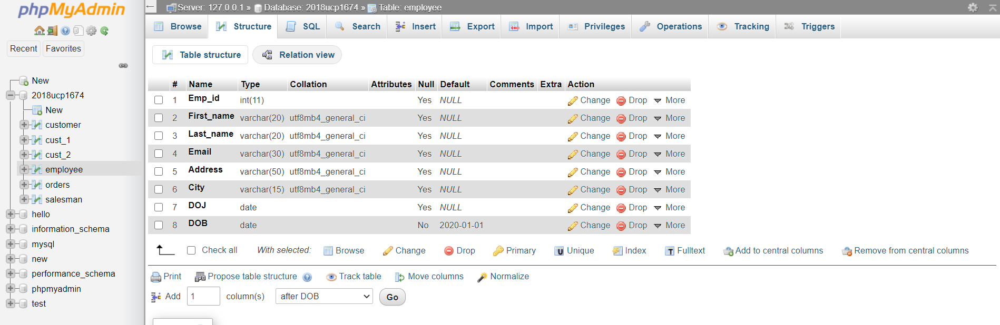 phpMyAdmin
Recent Favorites
New
2018ucp1674
New
customer
cust_1
cust_2
employee
orders
salesman
hello
information_schema
mysql
new
performance_schema
phpmyadmin
test
Server: 127.0.0.1 » Database: 2018ucp1674 » Table: employee
Browse Structure SQL Search Insert Export Import Privileges Operations Tracking Triggers
Table structure Relation view
# Name Type Collation Attributes Null Default Comments Extra Action
1 Emp_id int(11) Yes NULL Change Drop More
2 First_name varchar(20) utf8mb4_general_ci Yes NULL Change Drop More
3 Last_name varchar(20) utf8mb4_general_ci Yes NULL Change Drop More
4 Email varchar(30) utf8mb4_general_ci Yes NULL Change Drop More
5 Address varchar(50) utf8mb4_general_ci Yes NULL Change Drop More
6 City varchar(15) utf8mb4_general_ci Yes NULL Change Drop More
7 DOJ date Yes NULL Change Drop More
8 DOB date No 2020-01-01 Change Drop More
Check all With selected: Browse Change Drop Primary Unique Index Fulltext Add to central columns Remove from central columns
Print Propose table structure Track table Move columns Normalize
Add 1 column(s) after DOB Go